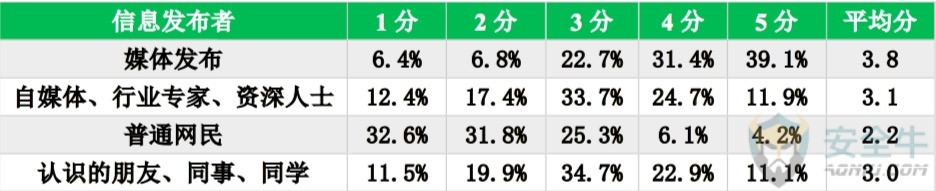 信息发布者 1分 2分 3分 4分 5分 平均分
媒体发布 6.4% 6.8% 22.7% 31.4% 39.1% 3.8
自媒体、行业专家、资深人士 12.4% 17.4% 33.7% 24.7% 11.9% 3.1
普通网民 32.6% 31.8% 25.3% 6.1% 4.2% 2.2
认识的朋友、同事、同学 11.5% 19.9% 34.7% 22.9% 11.1% 3.0
安全牛